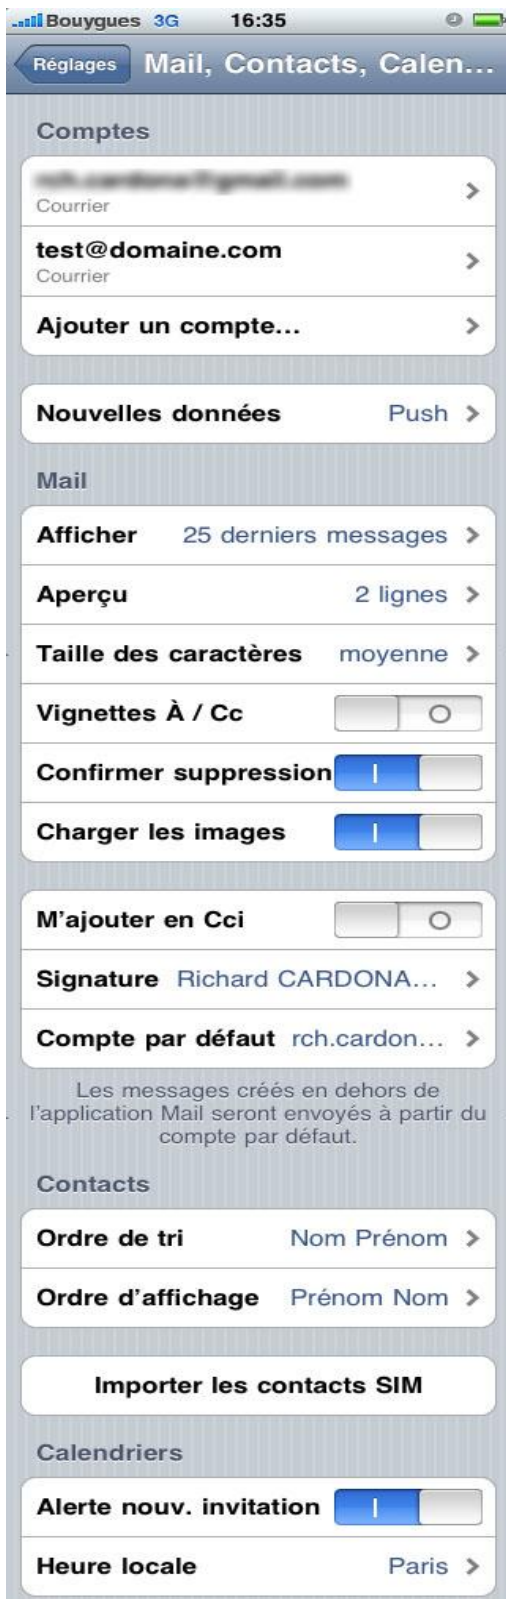 Bouygues 3G 16:35
Réglages Mail, Contacts, Calen...
Comptes
Courrier
test@domaine.com
Courrier
Ajouter un compte...
Nouvelles données Push
Mail
Afficher 25 derniers messages
Aperçu 2 lignes
Taille des caractères moyenne
Vignettes À / Cc
Confirmer suppression
Charger les images
M'ajouter en Cci
Signature Richard CARDONA...
Compte par défaut rch.cardon...
Les messages créés en dehors de
l'application Mail seront envoyés à partir du
compte par défaut.
Contacts
Ordre de tri Nom Prénom
Ordre d'affichage Prénom Nom
Importer les contacts SIM
Calendriers
Alerte nouv. invitation
Heure locale Paris